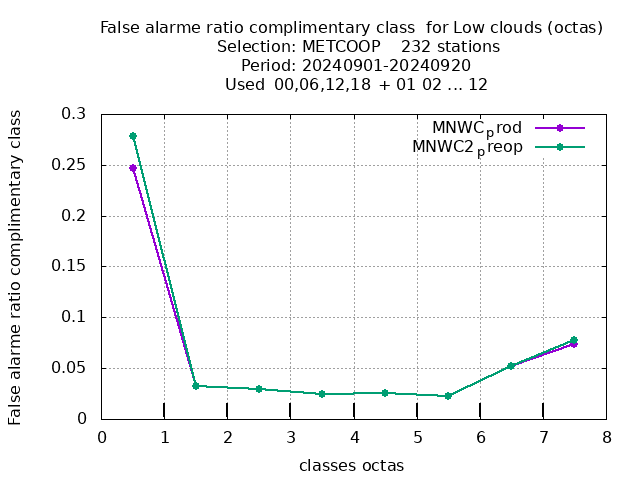 False alarme ratio complimentary class  for Low clouds (octas)
Selection: METCOOP    232 stations
Period: 20240901-20240920
Used  00,06,12,18 + 01 02 ... 12
False alarme ratio complimentary class
0.3
0.25
0.2
0.15
0.1
0.05
0
MNWCprod
MNWC2preop
0 1 2 3 4 5 6 7 8
classes octas